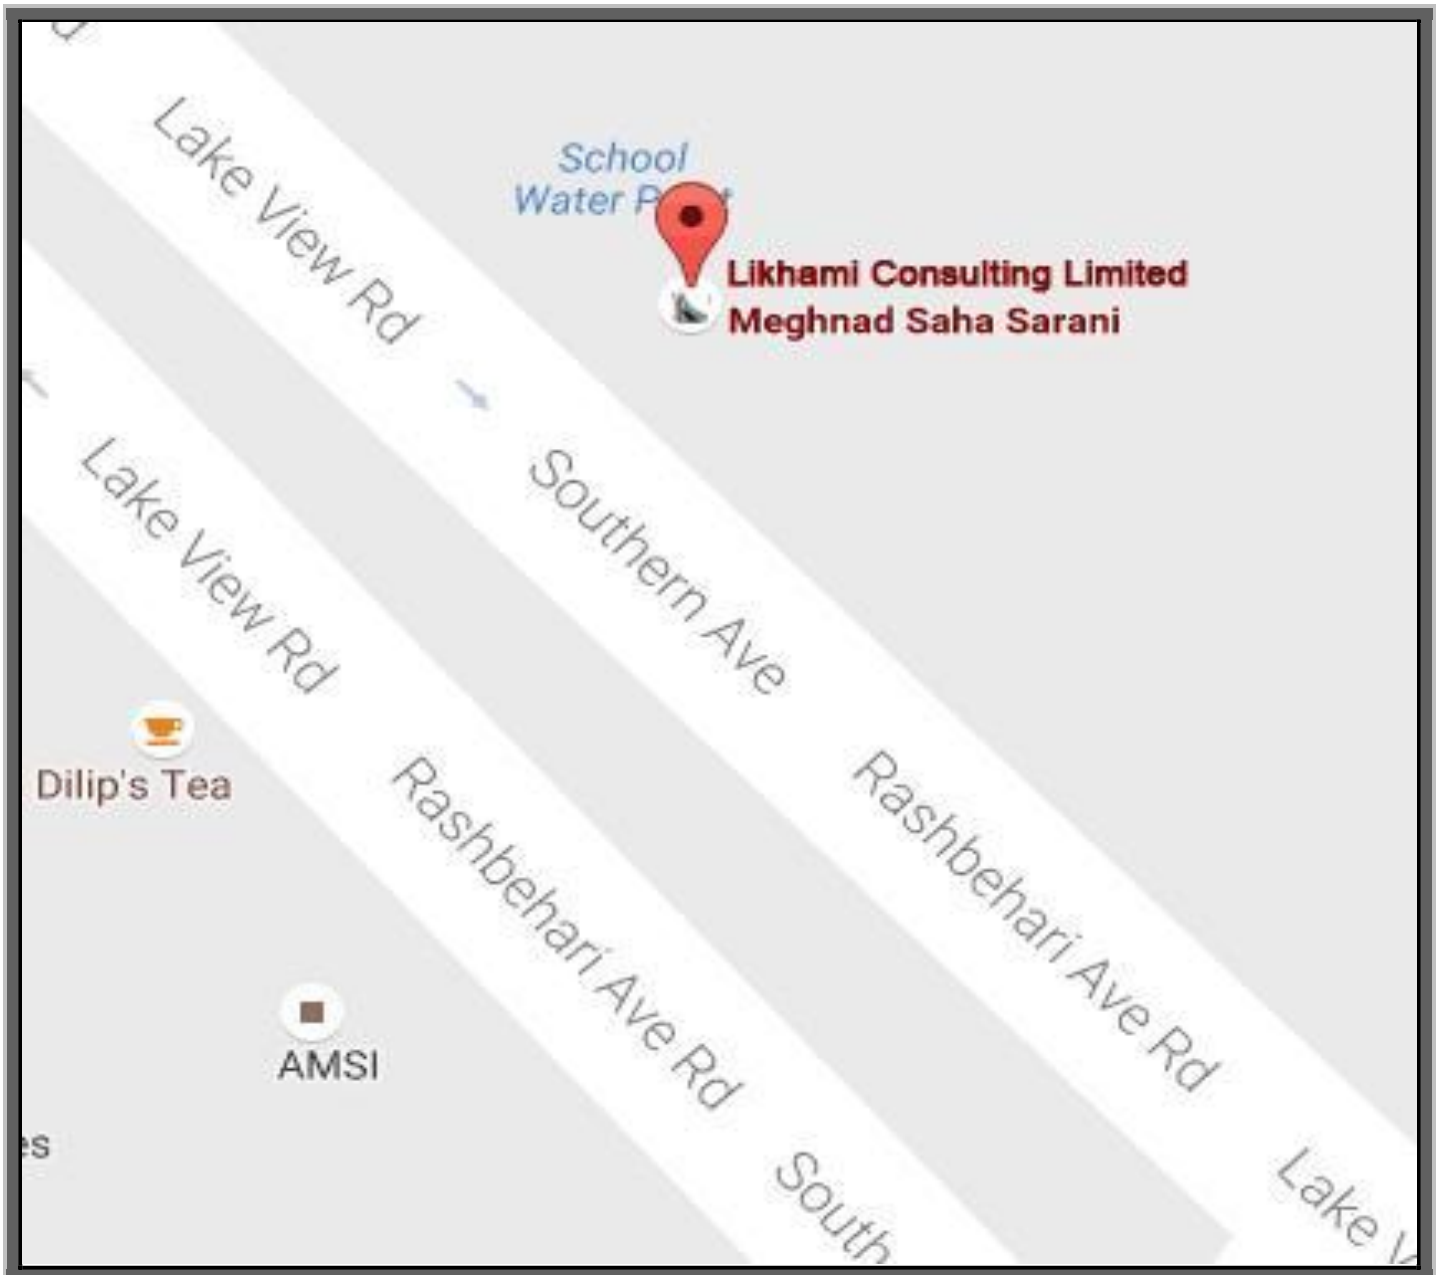 Lake View Rd
School
Water
Likhami Consulting Limited
Meghnad Saha Sarani
Lake View Rd
Southern Ave
Dilip's Tea
Rashbehari Ave Rd
Rashbehari Ave Rd
AMSI
es
South
Lake V